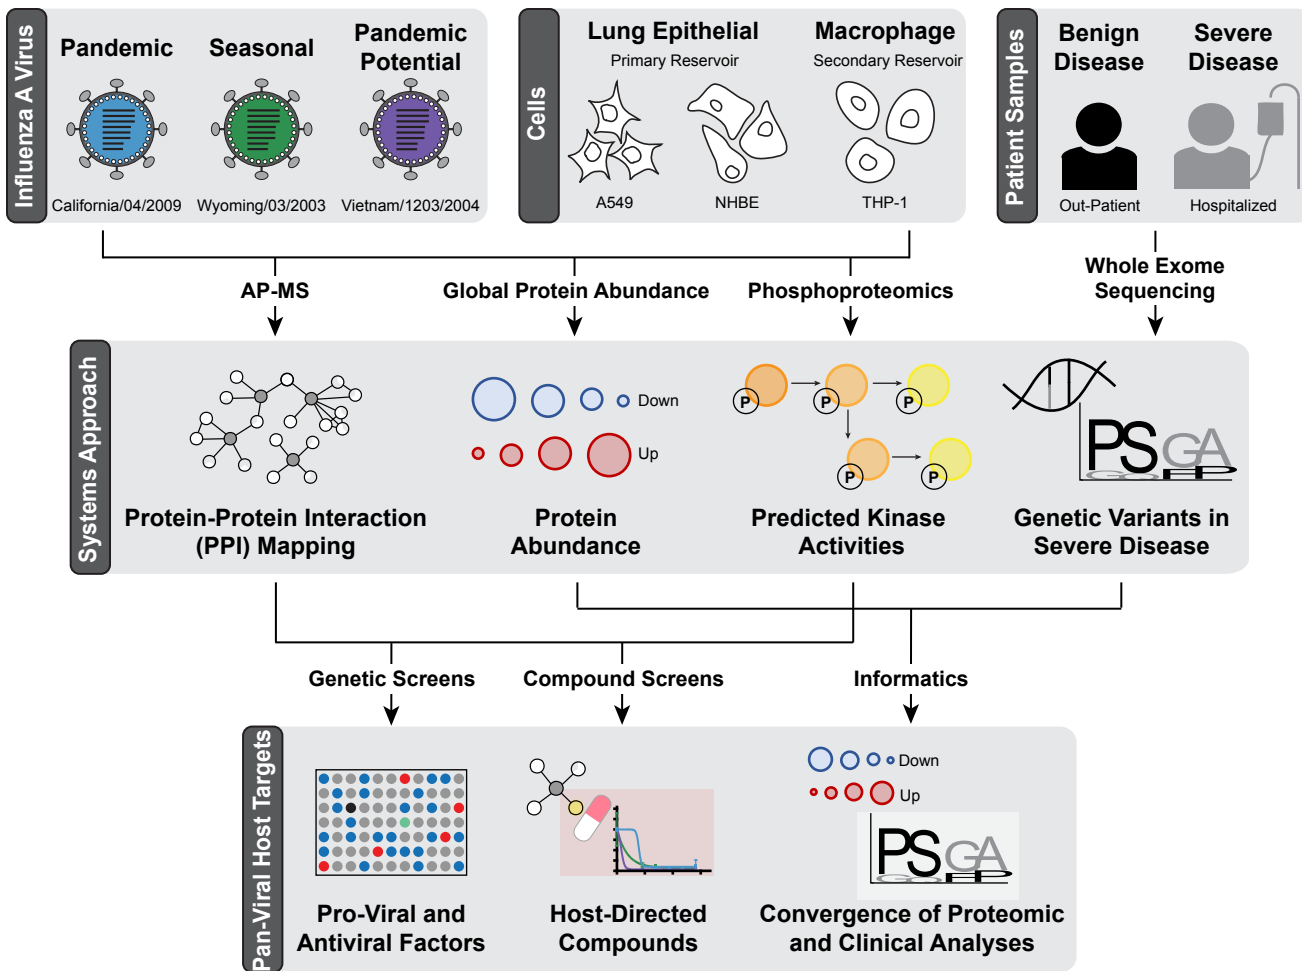 Influenza A Virus
Pandemic
Seasonal
Pandemic
Potential
California/04/2009
Wyoming/03/2003
Vietnam/1203/2004
Cells
Lung Epithelial
Primary Reservoir
Macrophage
Secondary Reservoir
A549
NHBE
THP-1
Patient Samples
Benign
Disease
Severe
Disease
Out-Patient
Hospitalized
AP-MS
Global Protein Abundance
Phosphoproteomics
Whole Exome
Sequencing
Systems Approach
Down
Up
P
P
P
P
P
PSGA
Protein-Protein Interaction
(PPI) Mapping
Protein
Abundance
Predicted Kinase
Activities
Genetic Variants in
Severe Disease
Genetic Screens
Compound Screens
Informatics
Pan-Viral Host Targets
Down
Up
PSGA
Pro-Viral and
Antiviral Factors
Host-Directed
Compounds
Convergence of Proteomic
and Clinical Analyses